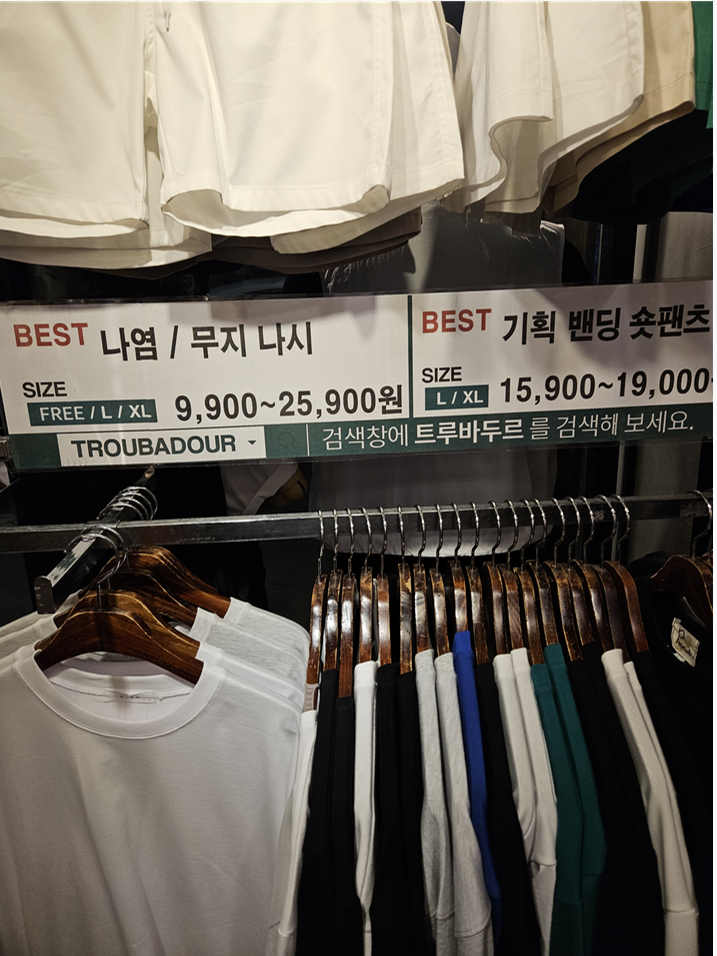 BEST 나염 / 무지 나시
SIZE
FREE / L / XL 9,900~25,900원
BEST 기획 밴딩 숏팬츠
SIZE
L / XL 15,900~19,000
TROUBADOUR 검색창에 트루바두르 를 검색해 보세요.